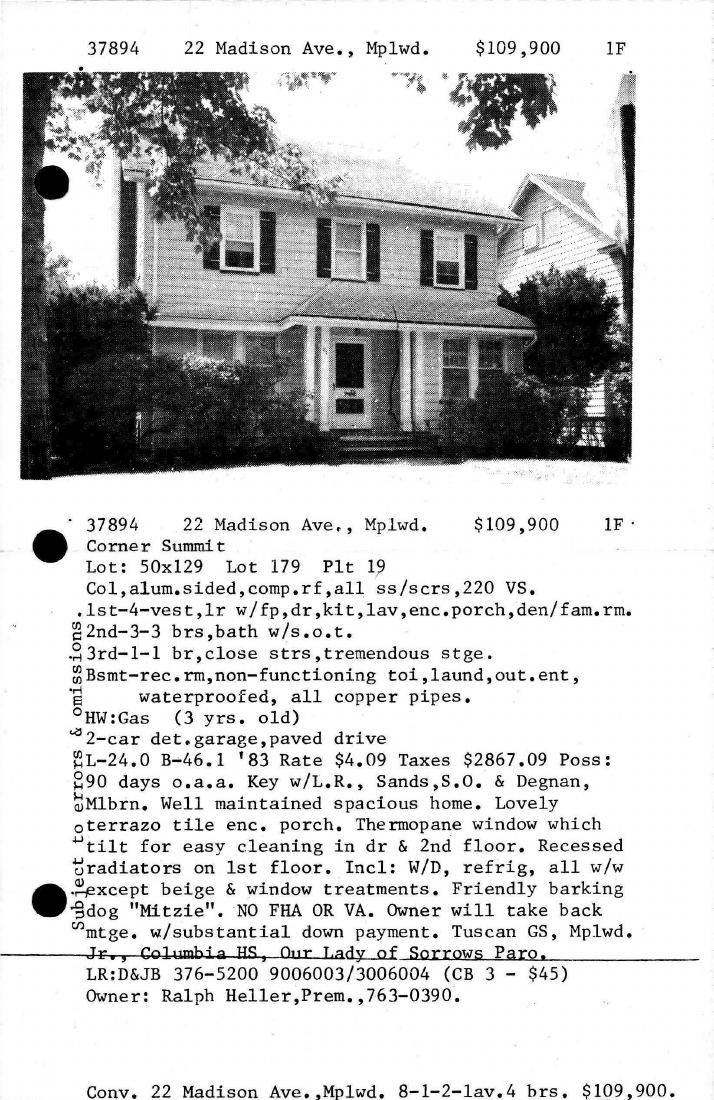 37894 22 Madison Ave., Mplwd. $109,900 1F
37894 22 Madison Ave., Mplwd. $109,900 1F
Corner Summit
Lot: 50x129 Lot 179 Plt 19
Col,alum.sided,comp.rf,all ss/scrs,220 VS.
1st-4-vest,lr w/fp,dr,kit,lav,enc.porch,den/fam.rm.
2nd-3-3 brs,bath w/s.o.t.
3rd-1-1 br,close strs,tremendous stge.
Bsmt-rec.rm,non-functioning toi,laund,out.ent,
waterproofed, all copper pipes.
HW:Gas (3 yrs. old)
2-car det.garage,paved drive
L-24.0 B-46.1 '83 Rate $4.09 Taxes $2867.09 Poss:
90 days o.a.a. Key w/L.R., Sands,S.O. & Degnan,
Mlbrn. Well maintained spacious home. Lovely
terrazo tile enc. porch. Thermopane window which
tilt for easy cleaning in dr & 2nd floor. Recessed
radiators on 1st floor. Incl: W/D, refrig, all w/w
except beige & window treatments. Friendly barking
dog "Mitzie". NO FHA OR VA. Owner will take back
mtge. w/substantial down payment. Tuscan GS, Mplwd.
Jr., Columbia HS, Our Lady of Sorrows Paro.
LR:D&JB 376-5200 9006003/3006004 (CB 3 - $45)
Owner: Ralph Heller,Prem.,763-0390.
Subject to errors & omissions
Conv. 22 Madison Ave.,Mplwd. 8-1-2-lav.4 brs. $109,900.